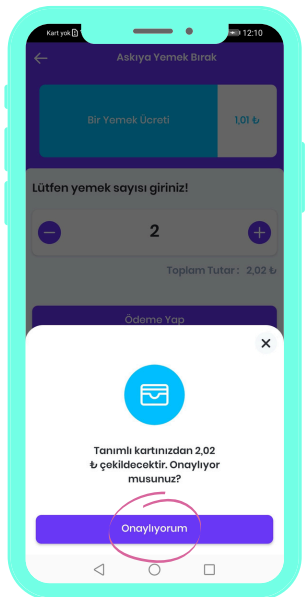 Kart yok
12:10
Askıya Yemek Bırak
Bir Yemek Ücreti
1,01 ₺
Lütfen yemek sayısı giriniz!
2
Toplam Tutar : 2,02 ₺
Ödeme Yap
Tanımlı kartınızdan 2,02
₺ çekilecektir. Onaylıyor
musunuz?
Onaylıyorum